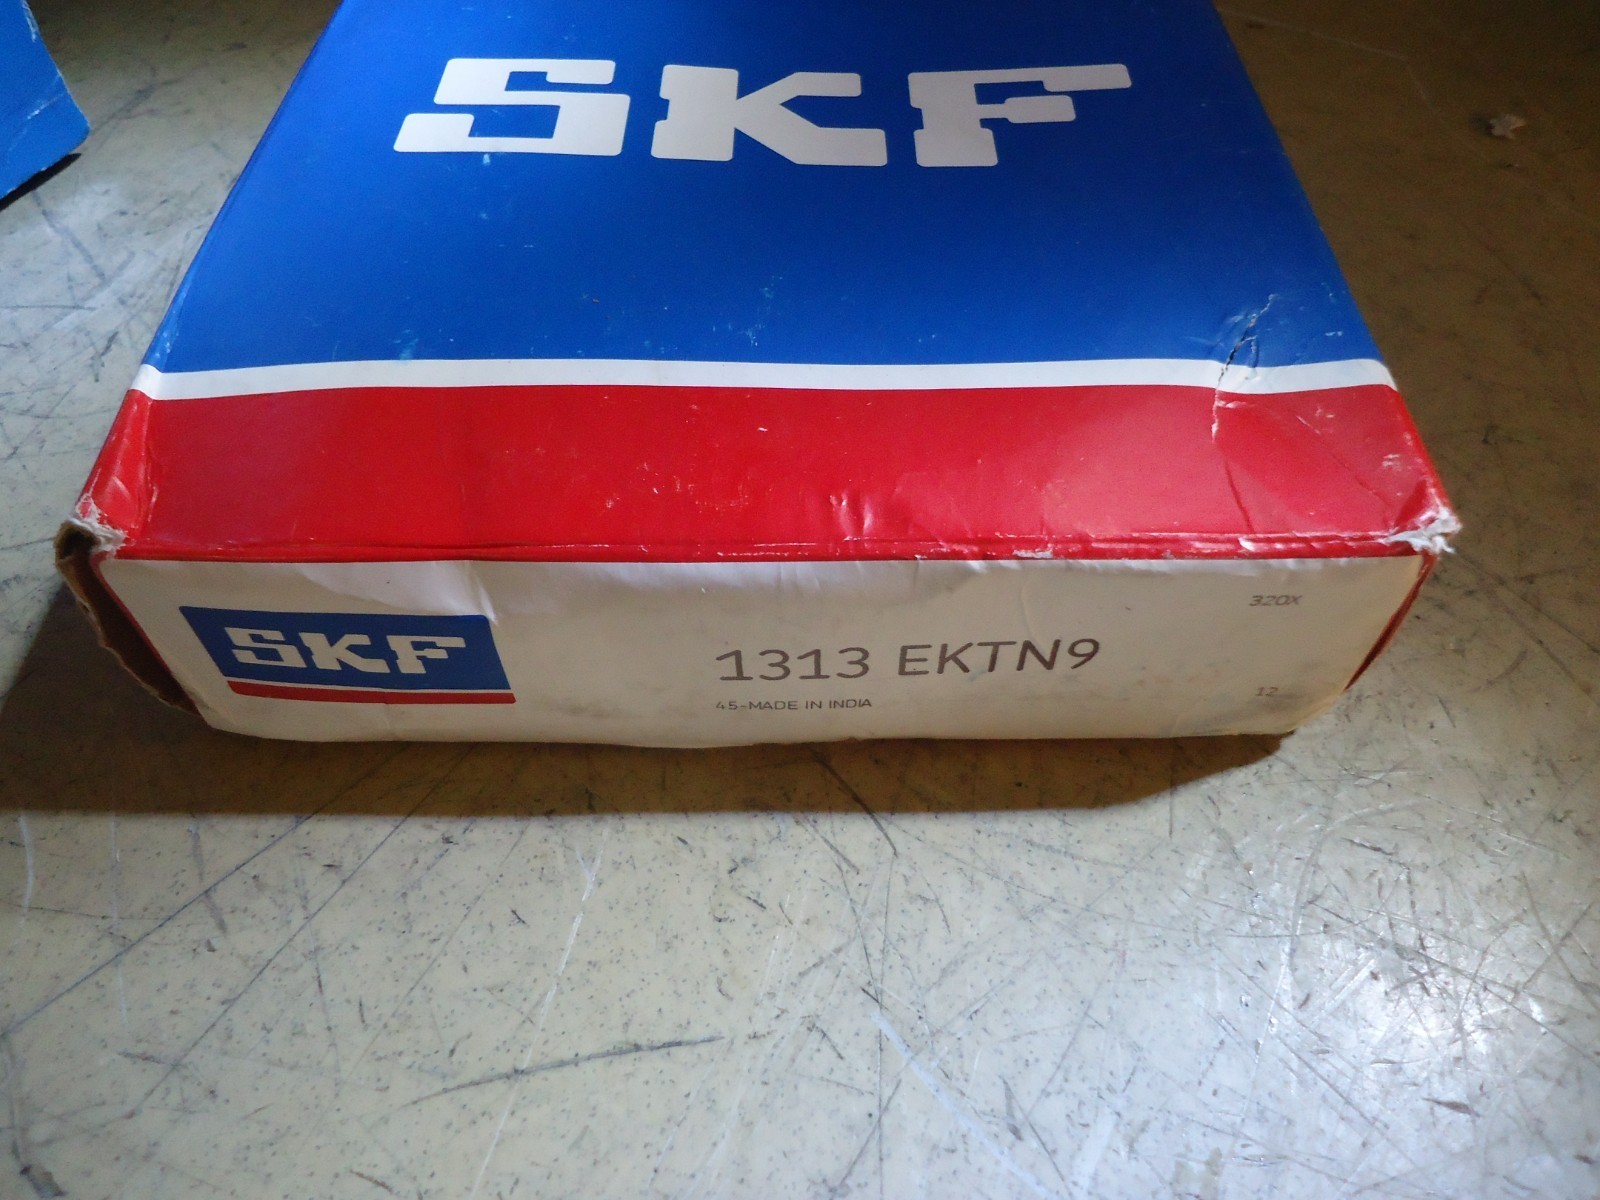 SKF
320X
SKF
1313 EKTN9
45-MADE IN INDIA
12